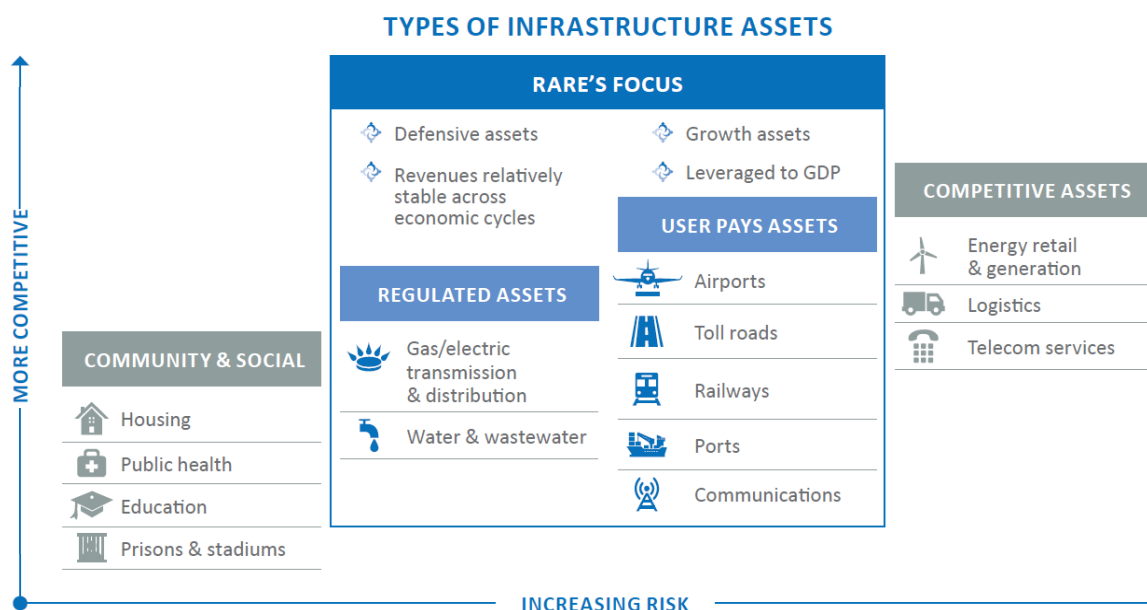 TYPES OF INFRASTRUCTURE ASSETS
MORE COMPETITIVE
RARE'S FOCUS
Defensive assets
Revenues relatively
stable across
economic cycles
Growth assets
Leveraged to GDP
COMMUNITY & SOCIAL
Housing
Public health
Education
Prisons & stadiums
REGULATED ASSETS
Gas/electric
transmission
& distribution
Water & wastewater
USER PAYS ASSETS
Airports
Toll roads
Railways
Ports
Communications
COMPETITIVE ASSETS
Energy retail
& generation
Logistics
Telecom services
INCREASING RISK